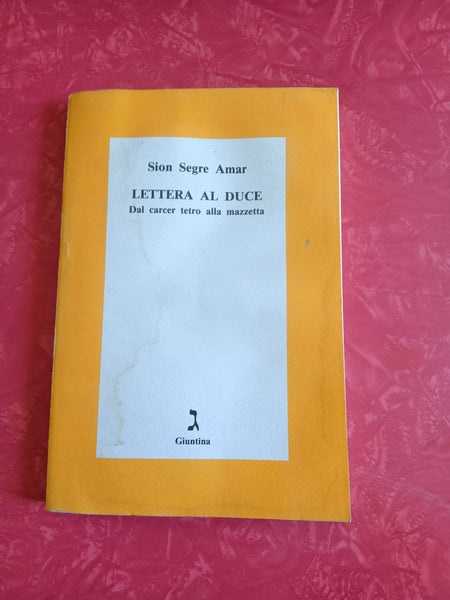 Sion Segre Amar
LETTERA AL DUCE
Dal carcer tetro alla mazzetta
ג
Giuntina